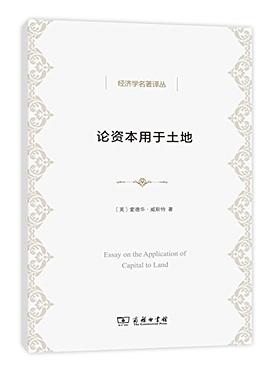 经济学名著译丛
论资本用于土地
〔英〕爱德华·威斯特 著
Essay on the Application of
Capital to Land
商务印书馆
The Commercial Press